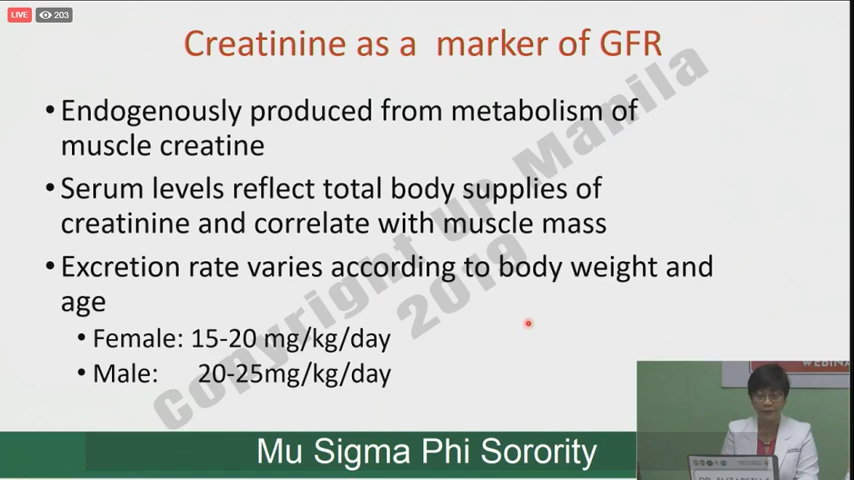 LIVE 203
Creatinine as a marker of GFR
• Endogenously produced from metabolism of
muscle creatine
• Serum levels reflect total body supplies of
creatinine and correlate with muscle mass
• Excretion rate varies according to body weight and
age
• Female: 15-20 mg/kg/day
• Male: 20-25mg/kg/day
Copyright UP Manila
2019
WEBINA
Mu Sigma Phi Sorority